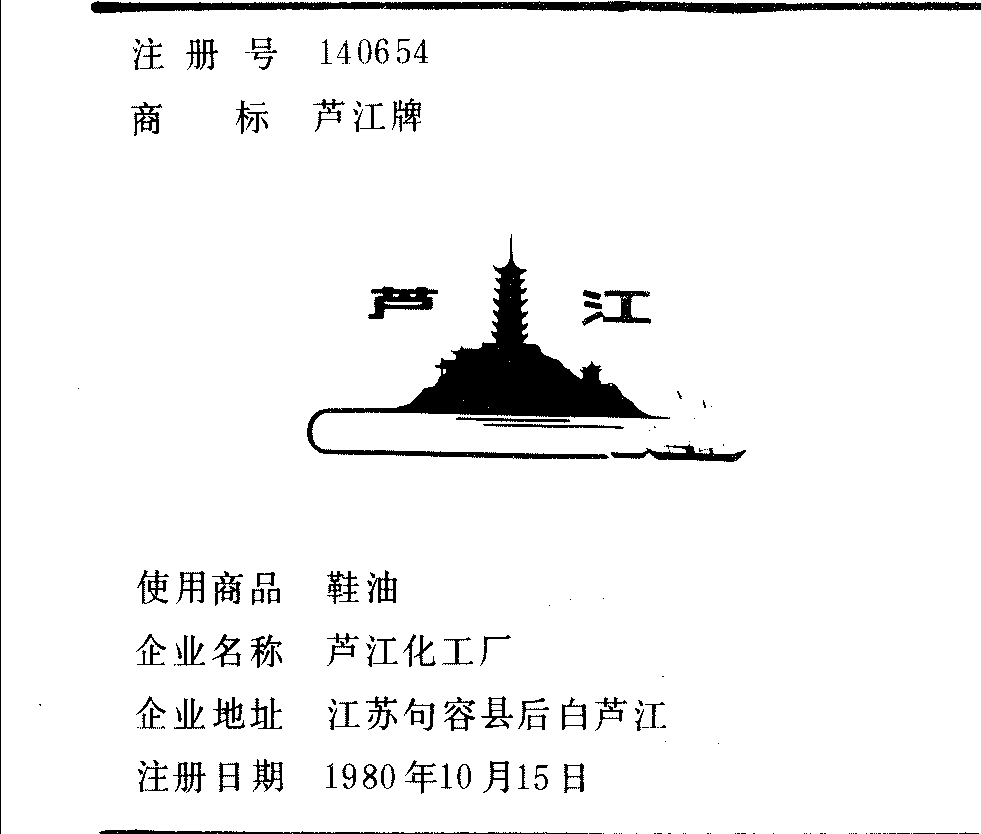 注册号 140654
商标 芦江牌
芦 江
使用商品 鞋油
企业名称 芦江化工厂
企业地址 江苏句容县后白芦江
注册日期 1980年10月15日